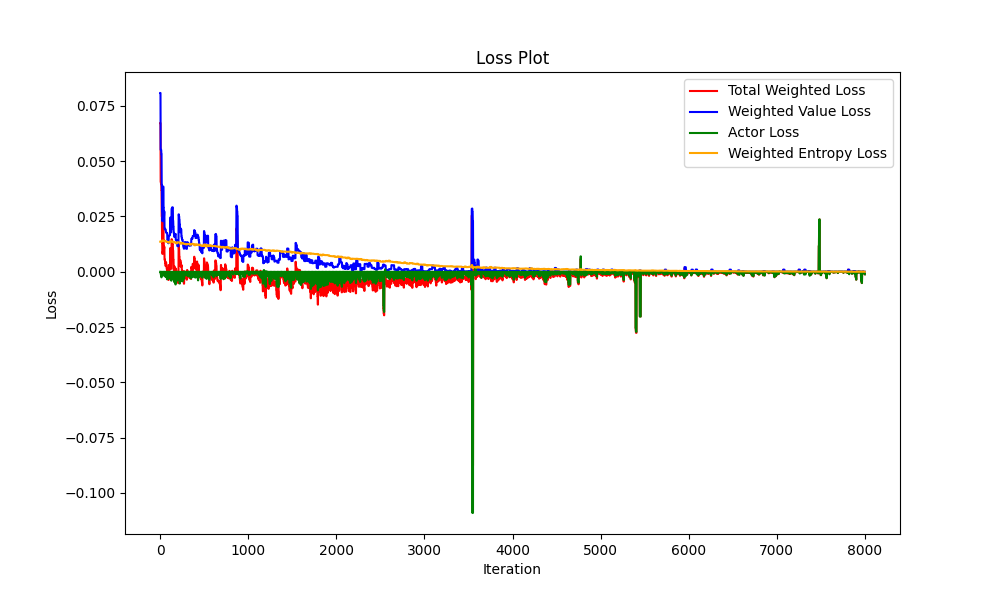 Loss Plot
Total Weighted Loss
Weighted Value Loss
Actor Loss
Weighted Entropy Loss
0.075
0.050
0.025
0.000
−0.025
−0.050
−0.075
−0.100
Loss
0 1000 2000 3000 4000 5000 6000 7000 8000
Iteration